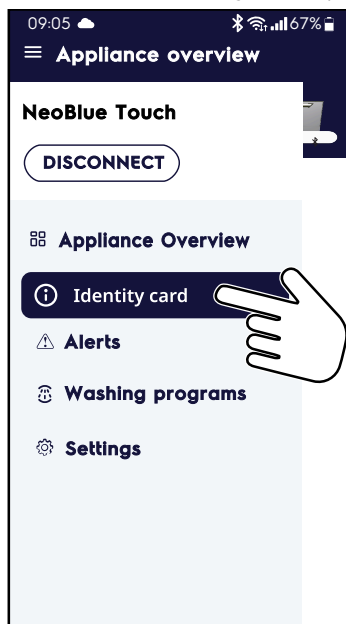 09:05 67%
Appliance overview
NeoBlue Touch
DISCONNECT
Appliance Overview
Identity card
Alerts
Washing programs
Settings